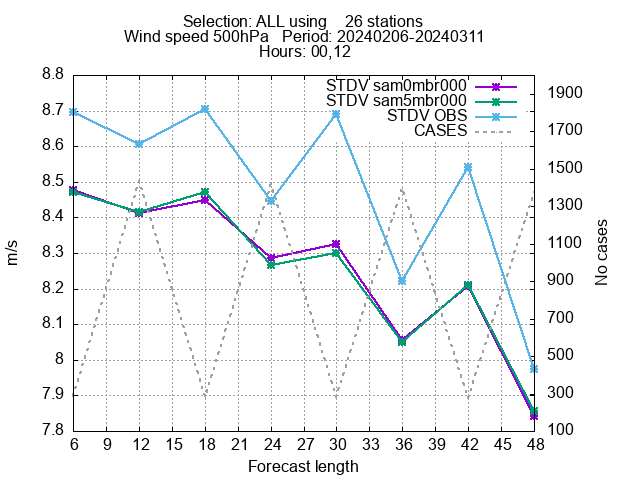 Selection: ALL using    26 stations
Wind speed 500hPa   Period: 20240206-20240311
Hours: 00,12
STDV sam0mbr000
STDV sam5mbr000
STDV OBS
CASES
8.8
8.7
8.6
8.5
8.4
8.3
8.2
8.1
8
7.9
7.8
m/s
1900
1700
1500
1300
1100
900
700
500
300
100
No cases
6 9 12 15 18 21 24 27 30 33 36 39 42 45 48
Forecast length